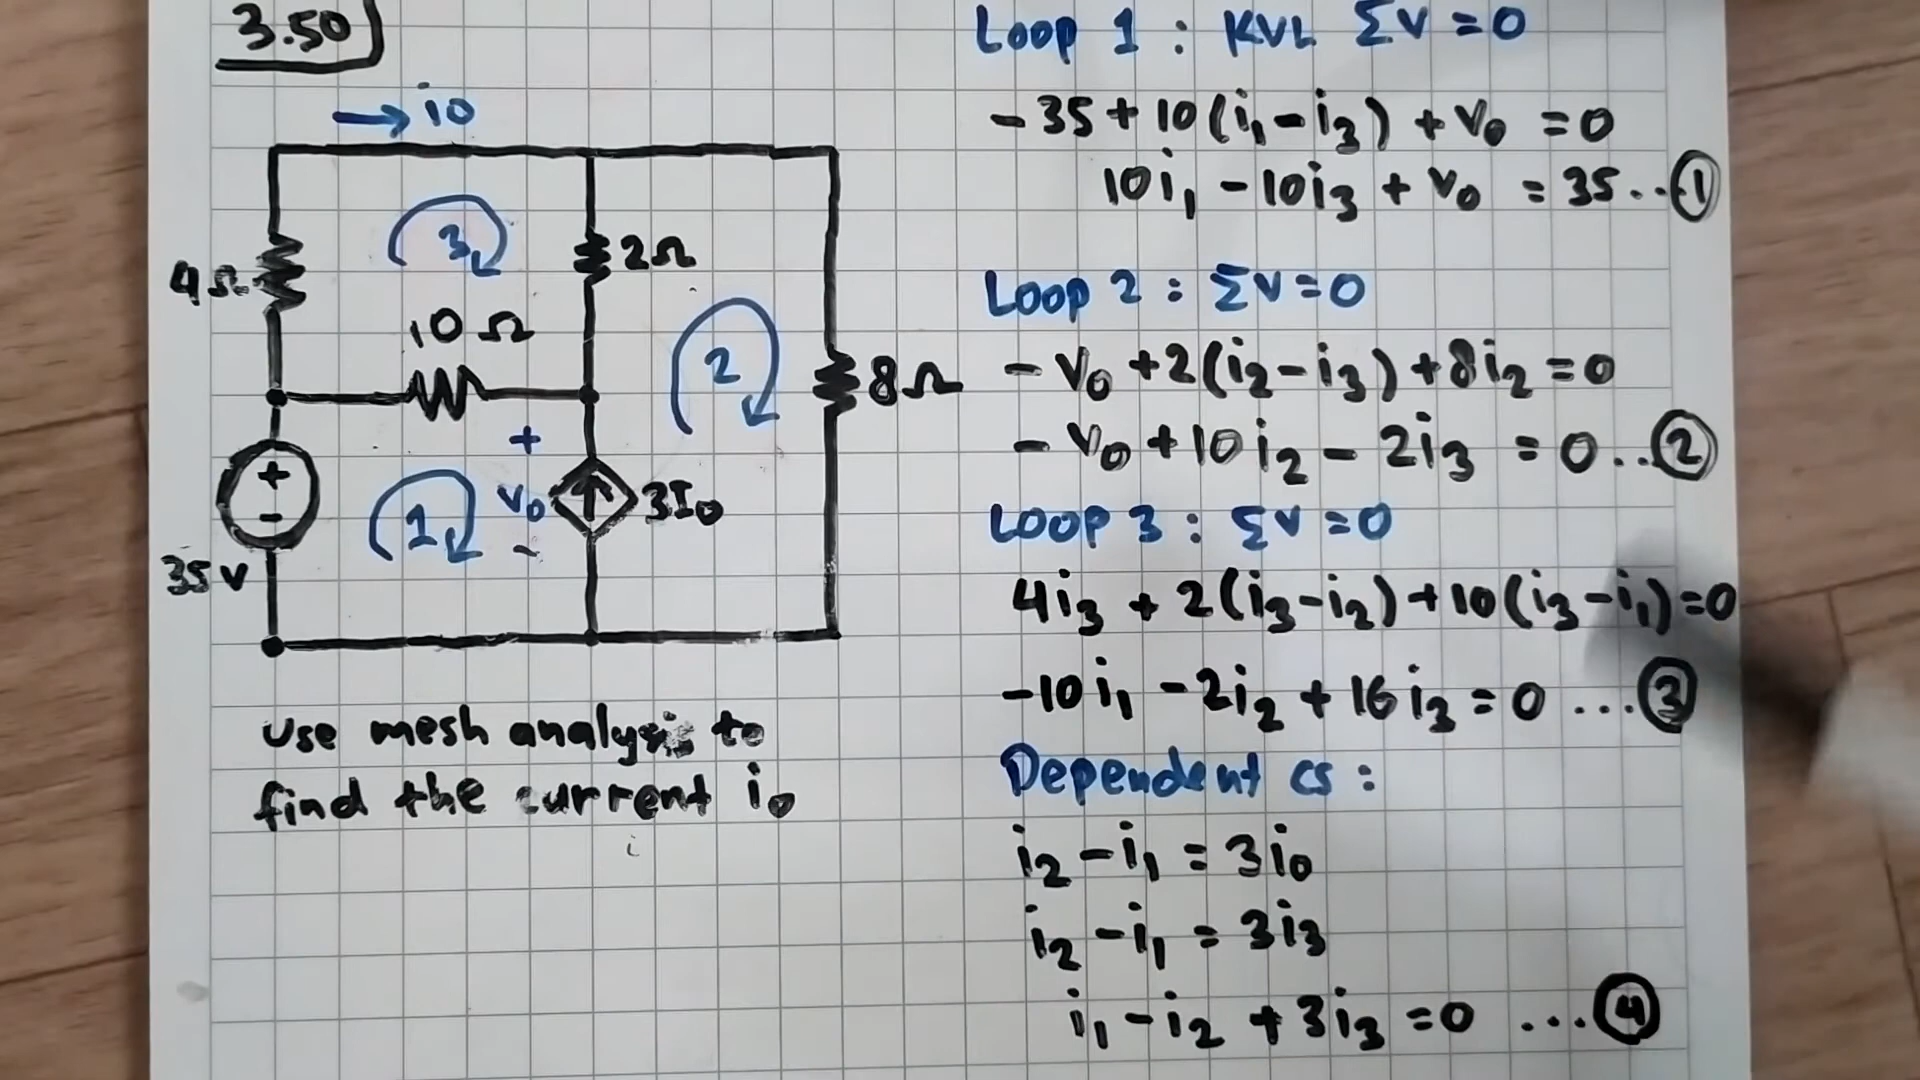 3.50
→ i0
4Ω
3
2Ω
10Ω
2
8Ω
+
+
-
35 V
1
V0
-
3I0
use mesh analysis to
find the current i0
Loop 1 : KVL ΣV = 0
-35 + 10(i1 - i3) + V0 = 0
10i1 - 10i3 + V0 = 35 .. ①
Loop 2 : ΣV = 0
- V0 + 2(i2 - i3) + 8i2 = 0
- V0 + 10i2 - 2i3 = 0 .. ②
LOOP 3 : ΣV = 0
4i3 + 2(i3 - i2) + 10(i3 - i1) = 0
-10i1 - 2i2 + 16i3 = 0 ... ③
Dependent CS :
i2 - i1 = 3i0
i2 - i1 = 3i3
i1 - i2 + 3i3 = 0 ... ④